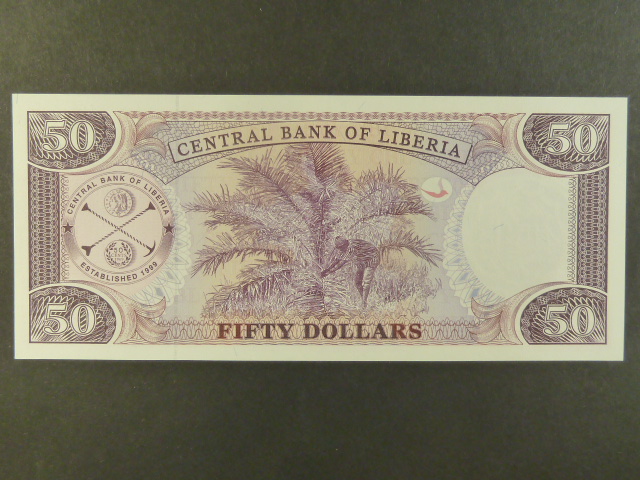 50
50
CENTRAL BANK OF LIBERIA
CENTRAL BANK OF LIBERIA
ESTABLISHED 1999
50
50
FIFTY DOLLARS